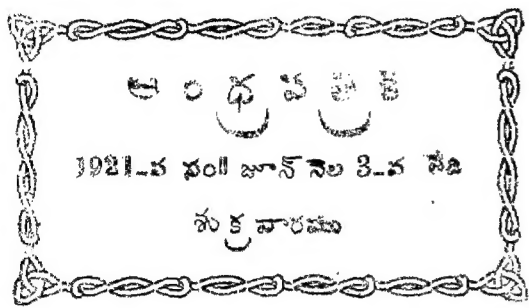 ఆంధ్రపత్రిక
1921-వ సం॥ జూన్ నెల 3-వ తేది
శుక్రవారము